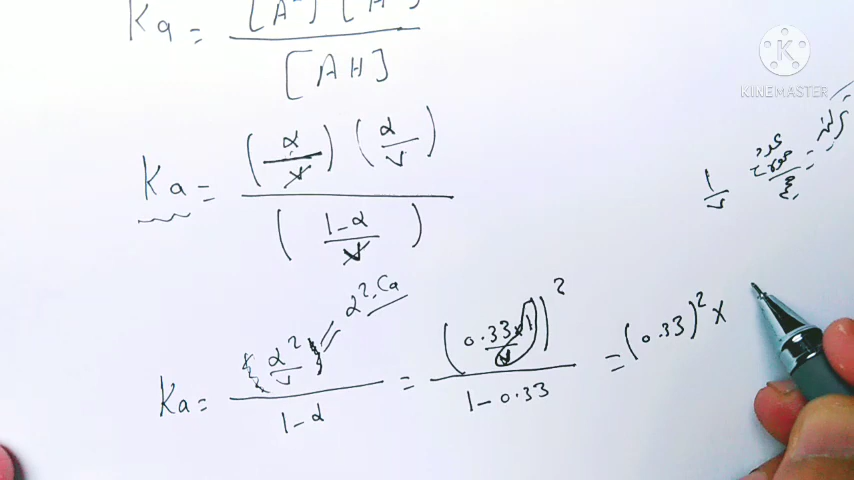 Ka = [A⁻] [H⁺]
[AH]
KINEMASTER
Ka = (α/v) (α/v)
(1-α/v)
1/v
α².Ca
Ka = α²/v / 1-α = (0.33×1/v)² / 1-0.33 = (0.33)² ×